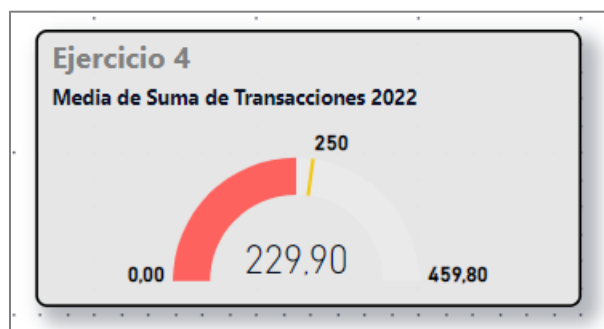 Ejercicio 4
Media de Suma de Transacciones 2022
250
229,90
0,00
459,80